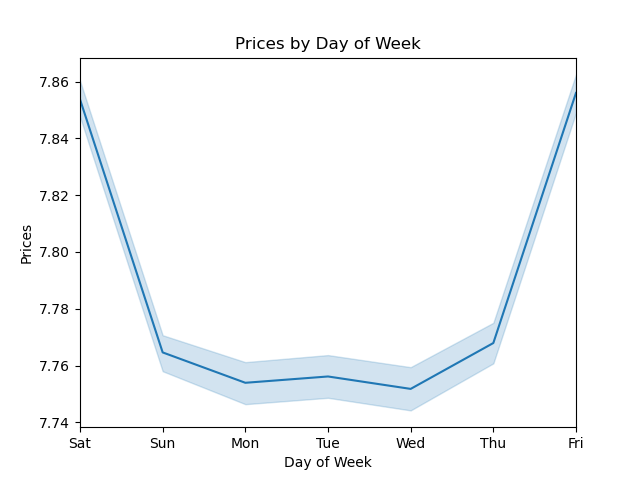 Prices by Day of Week
7.86
7.84
7.82
7.80
7.78
7.76
7.74
Prices
Sat Sun Mon Tue Wed Thu Fri
Day of Week